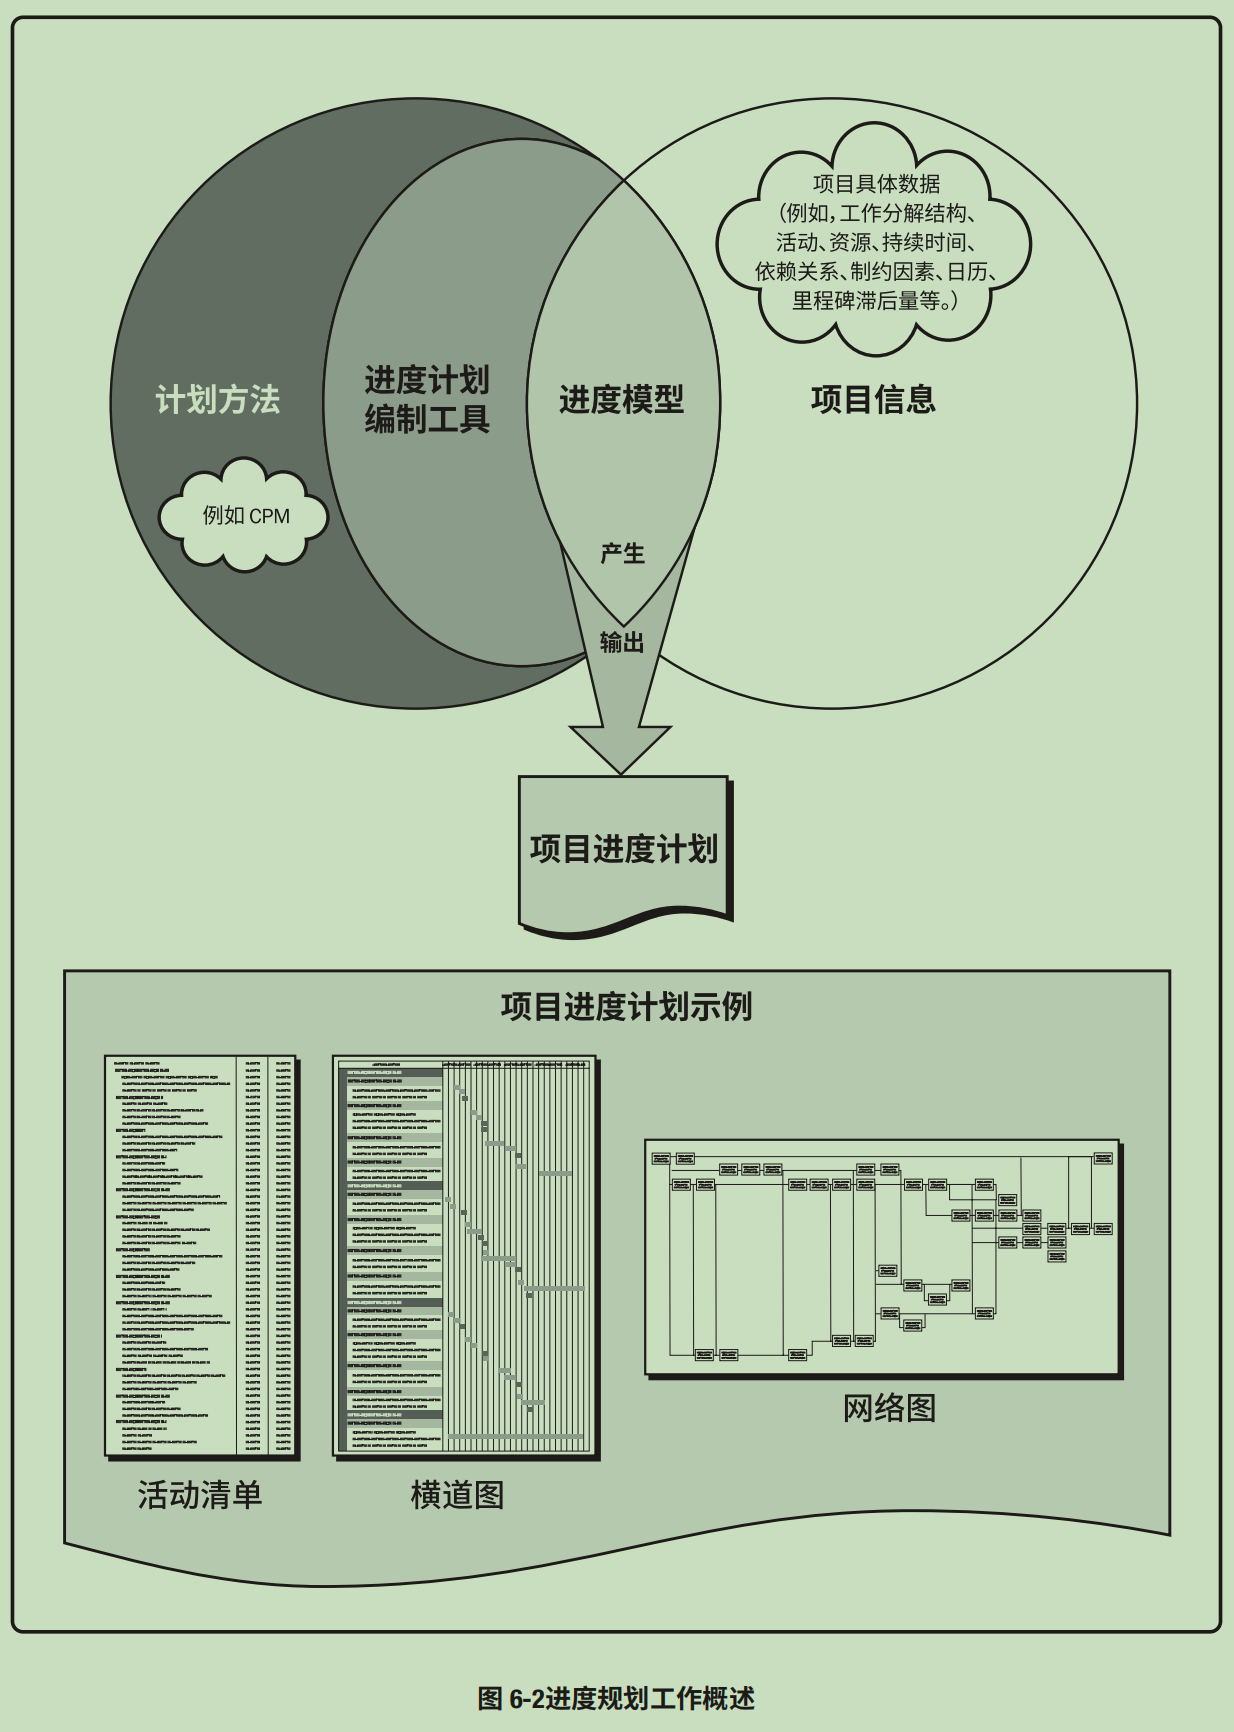 项目具体数据
（例如，工作分解结构、
活动、资源、持续时间、
依赖关系、制约因素、日历、
里程碑滞后量等。）
计划方法
进度计划
编制工具
进度模型
项目信息
例如 CPM
产生
输出
项目进度计划
项目进度计划示例
网络图
活动清单
横道图
图 6-2进度规划工作概述